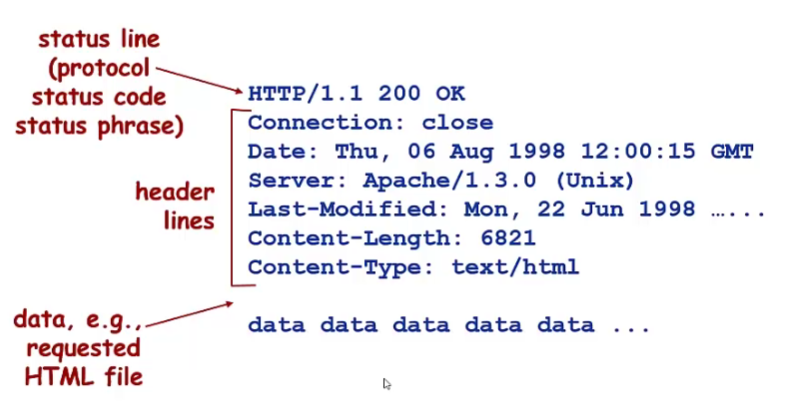 status line
(protocol
status code
status phrase)
HTTP/1.1 200 OK
header
lines
Connection: close
Date: Thu, 06 Aug 1998 12:00:15 GMT
Server: Apache/1.3.0 (Unix)
Last-Modified: Mon, 22 Jun 1998 …...
Content-Length: 6821
Content-Type: text/html
data, e.g.,
requested
HTML file
data data data data data ...